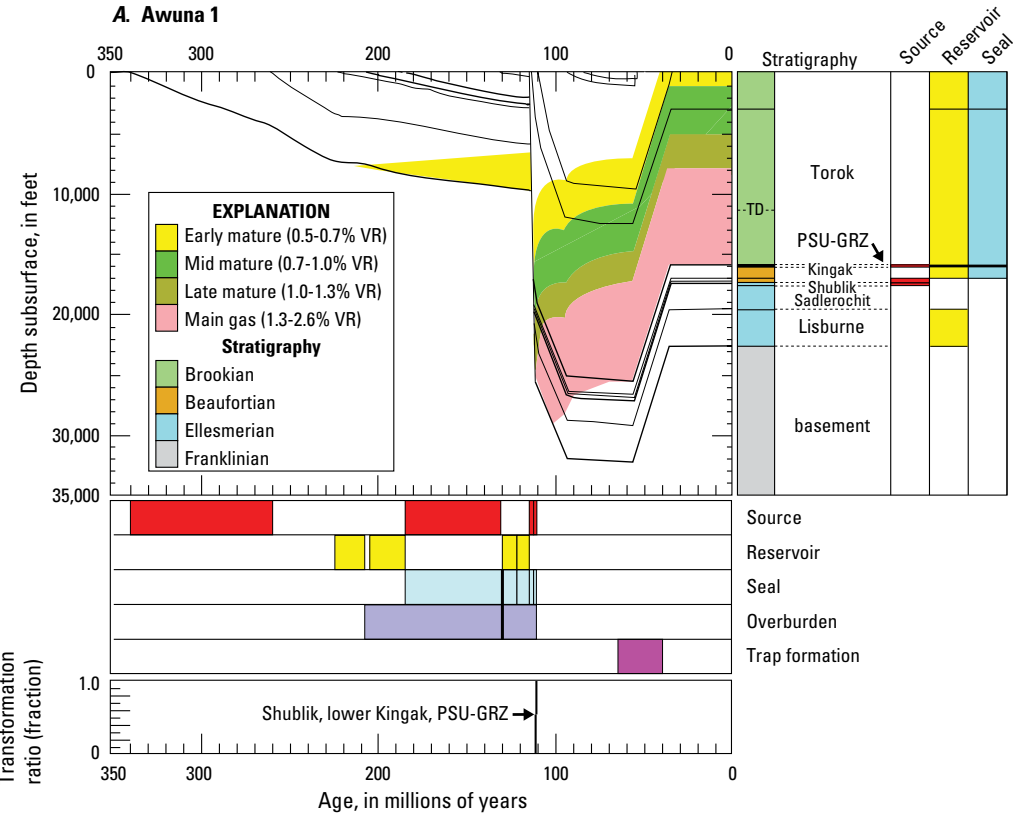 A. Awuna 1
350 300 200 100 0
Stratigraphy
Source
Reservoir
Seal
Depth subsurface, in feet
0
10,000
20,000
30,000
35,000
EXPLANATION
Early mature (0.5-0.7% VR)
Mid mature (0.7-1.0% VR)
Late mature (1.0-1.3% VR)
Main gas (1.3-2.6% VR)
Stratigraphy
Brookian
Beaufortian
Ellesmerian
Franklinian
Torok
TD
PSU-GRZ
Kingak
Shublik
Sadlerochit
Lisburne
basement
Source
Reservoir
Seal
Overburden
Trap formation
Transformation
ratio (fraction)
1.0
0
Shublik, lower Kingak, PSU-GRZ
350 300 200 100 0
Age, in millions of years